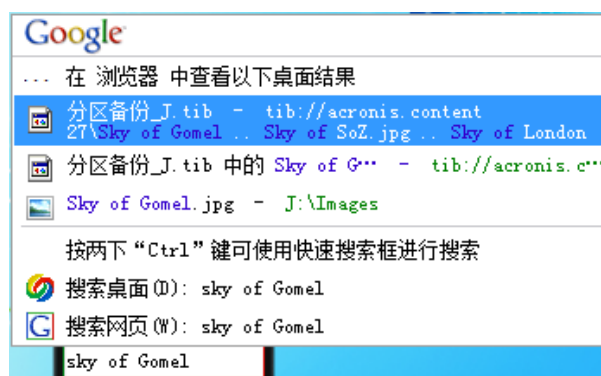 Google
... 在 浏览器 中查看以下桌面结果
分区备份_J.tib - tib://acronis.content
27\Sky of Gomel .. Sky of SoZ.jpg .. Sky of London
分区备份_J.tib 中的 Sky of G… - tib://acronis.c…
Sky of Gomel.jpg - J:\Images
按两下“Ctrl”键可使用快速搜索框进行搜索
搜索桌面(D): sky of Gomel
搜索网页(W): sky of Gomel
sky of Gomel